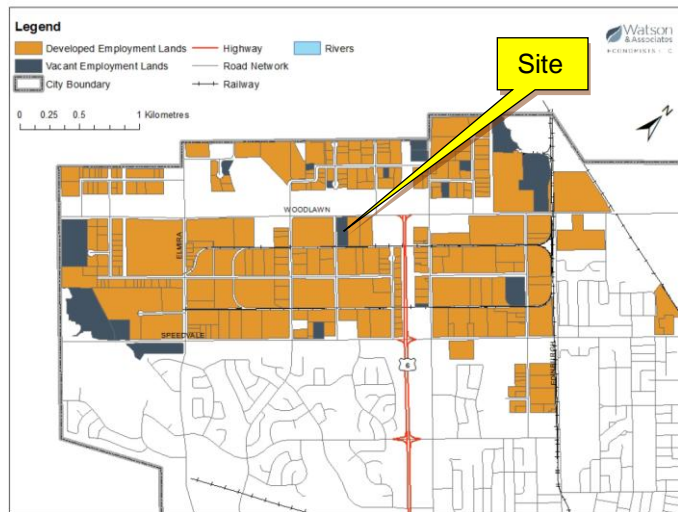 Legend
Developed Employment Lands
Highway
Rivers
Vacant Employment Lands
Road Network
City Boundary
Railway
0 0.25 0.5 1 Kilometres
Watson
& Associates
ECONOMISTS LTD.
Site
N
WOODLAWN
ELMIRA
SPEEDVALE
EDINBURGH
6